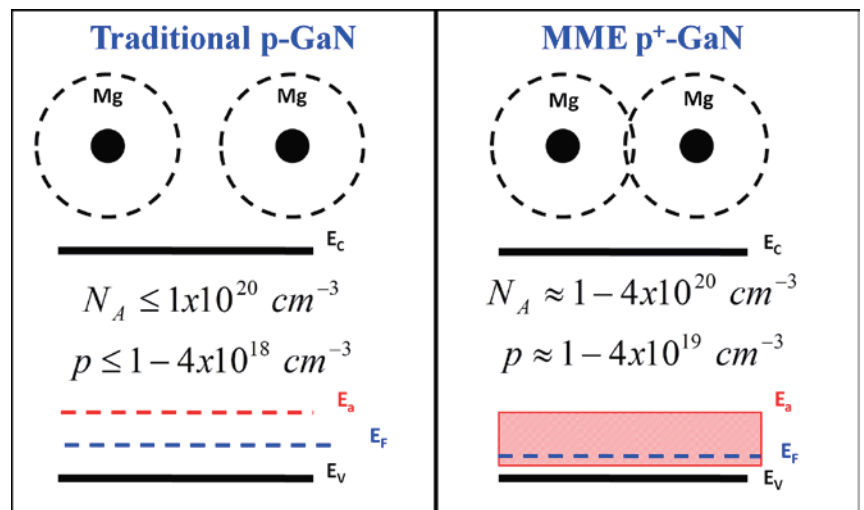 Traditional p-GaN
Mg Mg
E_C
N_A ≤ 1x10^20 cm^-3
p ≤ 1 - 4x10^18 cm^-3
E_a
E_F
E_V
MME p^+-GaN
Mg Mg
E_C
N_A ≈ 1 - 4x10^20 cm^-3
p ≈ 1 - 4x10^19 cm^-3
E_a
E_F
E_V